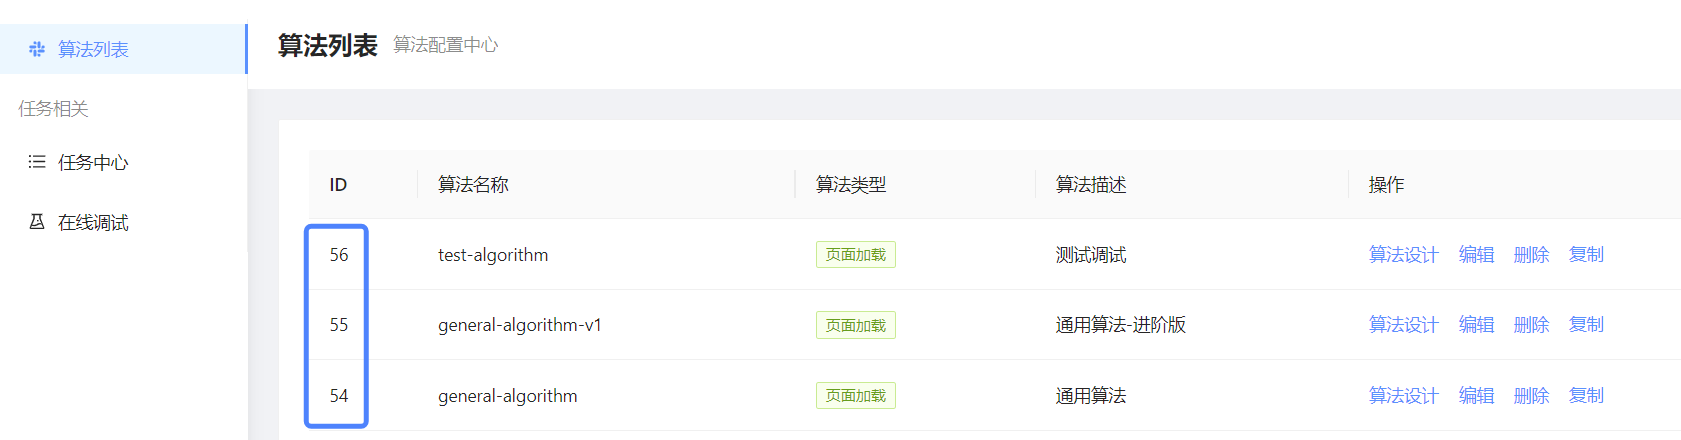 算法列表
任务相关
任务中心
在线调试
算法列表 算法配置中心
ID 算法名称 算法类型 算法描述 操作
56 test-algorithm 页面加载 测试调试 算法设计 编辑 删除 复制
55 general-algorithm-v1 页面加载 通用算法-进阶版 算法设计 编辑 删除 复制
54 general-algorithm 页面加载 通用算法 算法设计 编辑 删除 复制